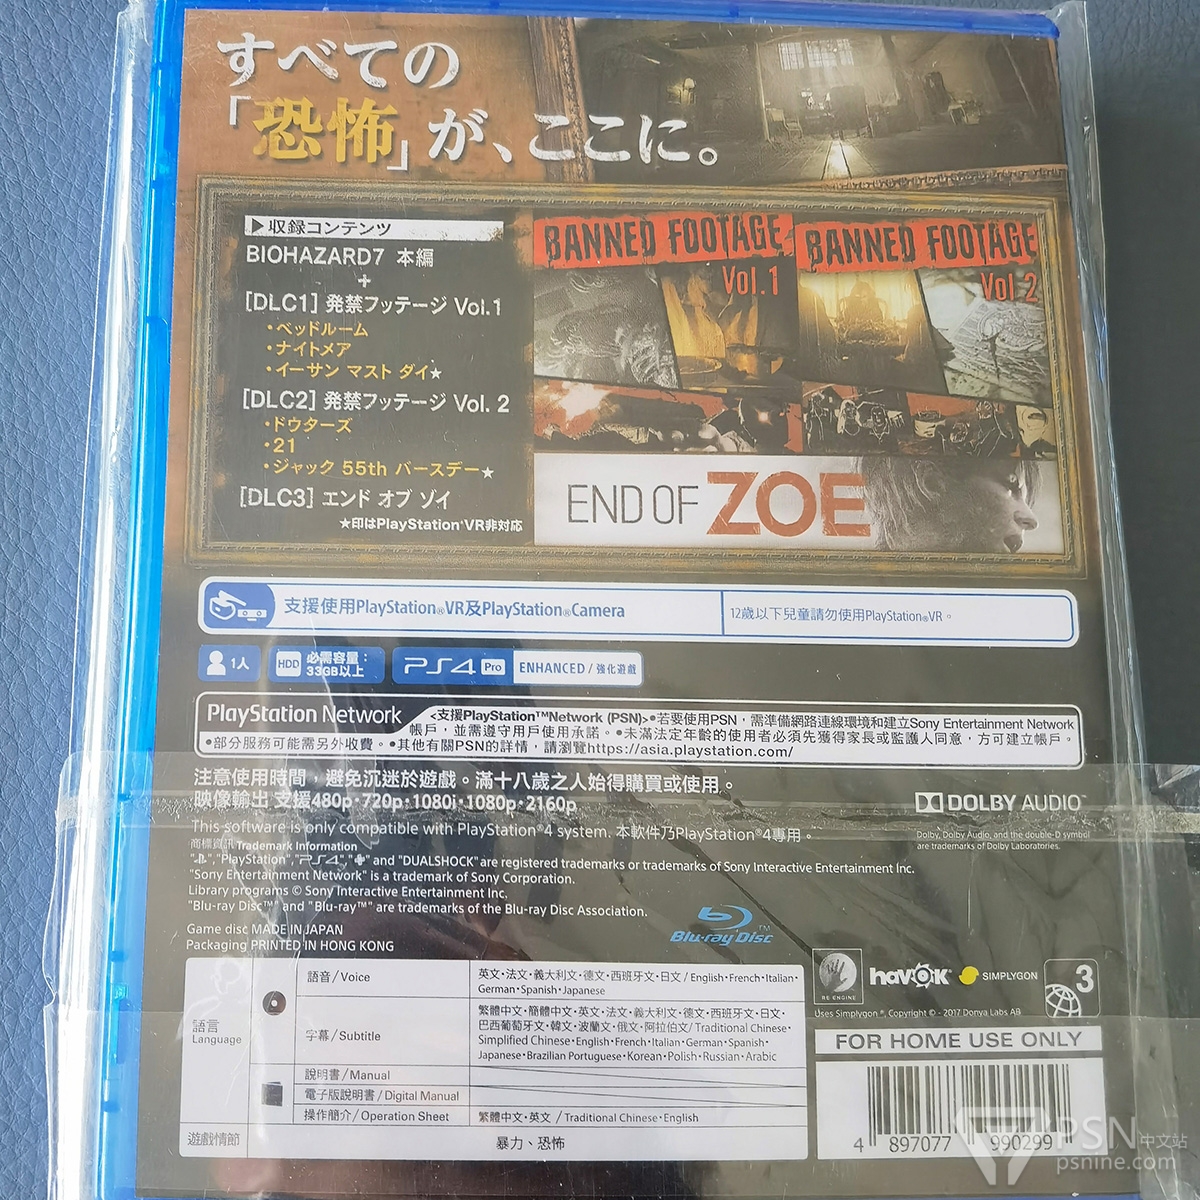 すべての
「恐怖」が、ここに。
▶収録コンテンツ
BIOHAZARD7 本編
+
[DLC1] 発禁フッテージ Vol.1
・ベッドルーム
・ナイトメア
・イーサン マスト ダイ★
[DLC2] 発禁フッテージ Vol. 2
・ドウターズ
・21
・ジャック 55th バースデー★
[DLC3] エンド オブ ゾイ
★印はPlayStation®VR非対応
BANNED FOOTAGE
Vol.1
BANNED FOOTAGE
Vol 2
END OF ZOE
支援使用PlayStation®VR及PlayStation®Camera
12歲以下兒童請勿使用PlayStation®VR。
1人
HDD 必需容量：
33GB以上
PS4 Pro ENHANCED / 強化遊戲
PlayStation Network
<支援PlayStation™Network (PSN)>•若要使用PSN，需準備網路連線環境和建立Sony Entertainment Network
帳戶，並需遵守用戶使用承諾。•未滿法定年齡的使用者必須先獲得家長或監護人同意，方可建立帳戶。
•部分服務可能需另外收費。•其他有關PSN的詳情，請瀏覽https://asia.playstation.com/
注意使用時間，避免沉迷於遊戲。滿十八歲之人始得購買或使用。
映像輸出 支援480p・720p・1080i・1080p・2160p
DOLBY AUDIO™
This software is only compatible with PlayStation®4 system. 本軟件乃PlayStation®4專用。
Dolby, Dolby Audio, and the double-D symbol
are trademarks of Dolby Laboratories.
商標資訊 Trademark Information
"PlayStation", "PS4", and "DUALSHOCK" are registered trademarks or trademarks of Sony Interactive Entertainment Inc.
"Sony Entertainment Network" is a trademark of Sony Corporation.
Library programs © Sony Interactive Entertainment Inc.
"Blu-ray Disc™" and "Blu-ray™" are trademarks of the Blu-ray Disc Association.
Game disc MADE IN JAPAN
Packaging PRINTED IN HONG KONG
Blu-ray Disc™
RE ENGINE
havok
SIMPLYGON
3
Uses Simplygon®, Copyright © - 2017 Donya Labs AB
語言
Language
語音/Voice
英文・法文・義大利文・德文・西班牙文・日文 / English・French・Italian・
German・Spanish・Japanese
字幕/Subtitle
繁體中文・簡體中文・英文・法文・義大利文・德文・西班牙文・日文・
巴西葡萄牙文・韓文・波蘭文・俄文・阿拉伯文/ Traditional Chinese・
Simplified Chinese・English・French・Italian・German・Spanish・
Japanese・Brazilian Portuguese・Korean・Polish・Russian・Arabic
說明書/Manual
電子版說明書/Digital Manual
操作簡介/Operation Sheet
繁體中文・英文 / Traditional Chinese・English
遊戲情節
暴力、恐怖
FOR HOME USE ONLY
4 897077 990299
PSN中文站
psnine.com